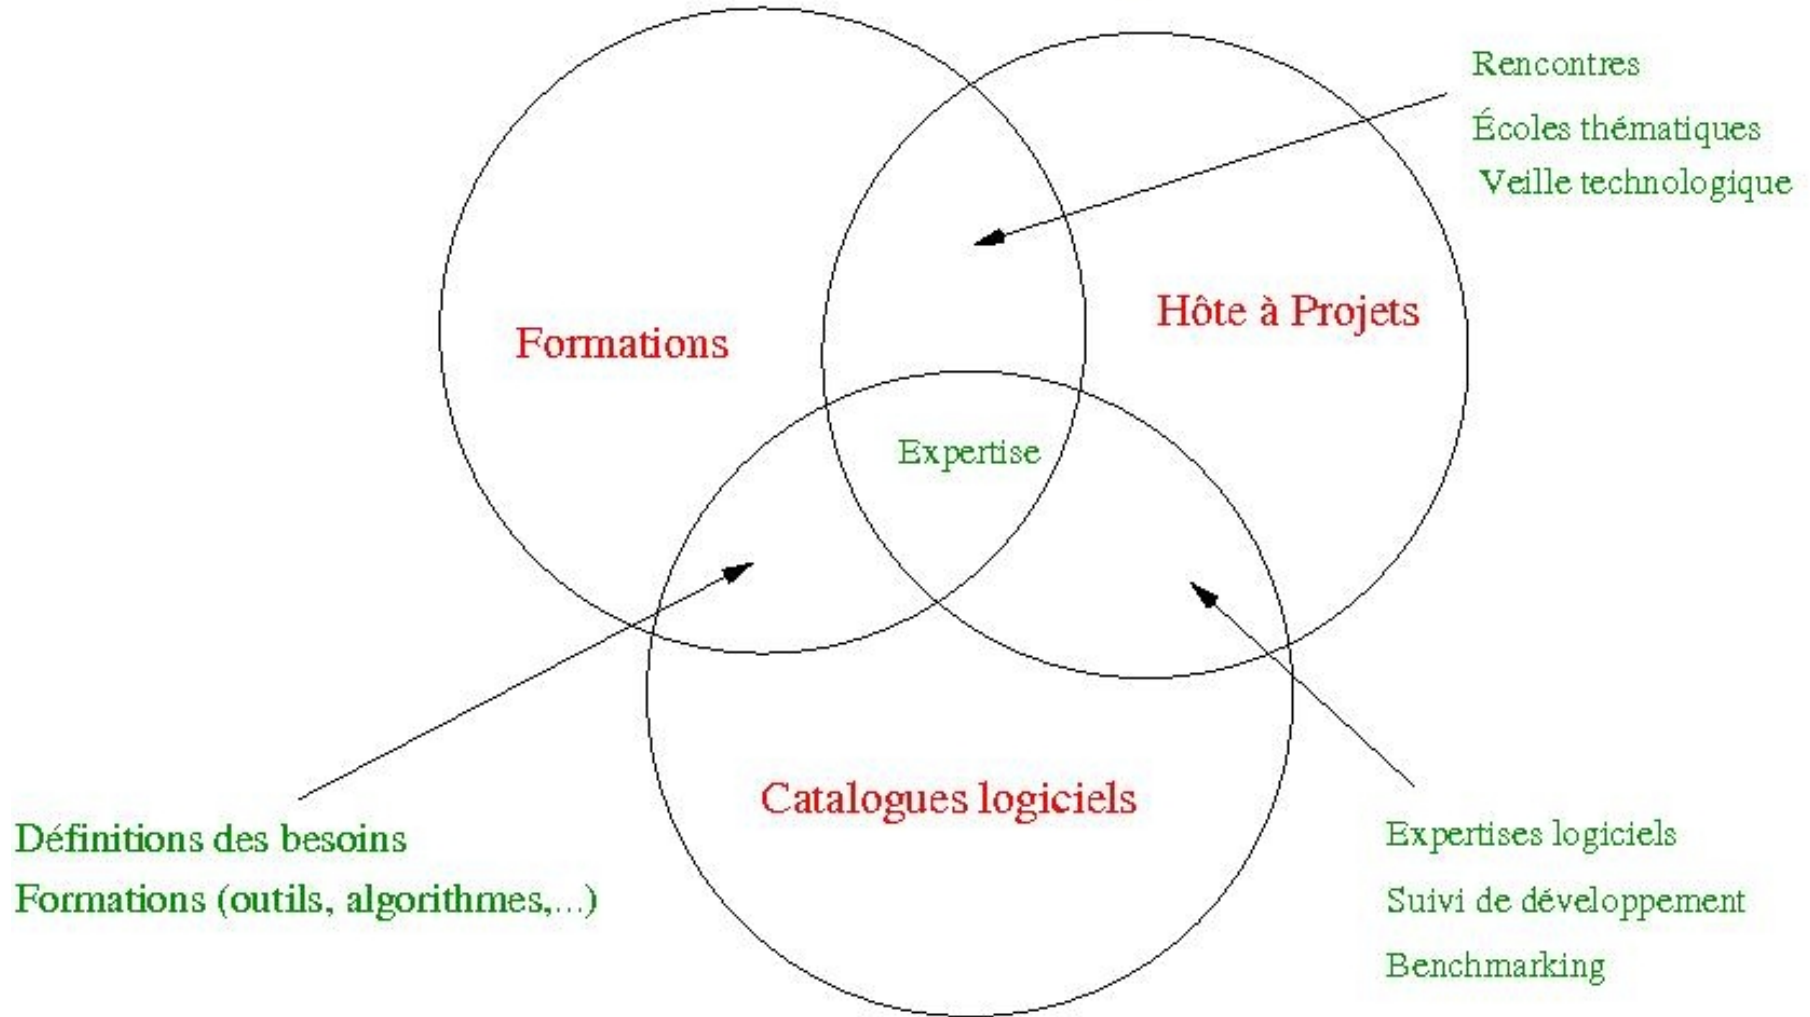 Rencontres
Écoles thématiques
Veille technologique
Hôte à Projets
Formations
Expertise
Catalogues logiciels
Définitions des besoins
Formations (outils, algorithmes,...)
Expertises logiciels
Suivi de développement
Benchmarking